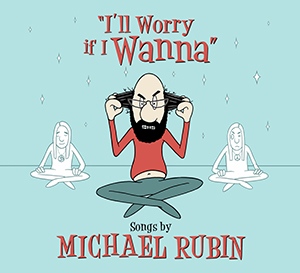 "I'll Worry
if I Wanna"
Songs by
MICHAEL RUBIN